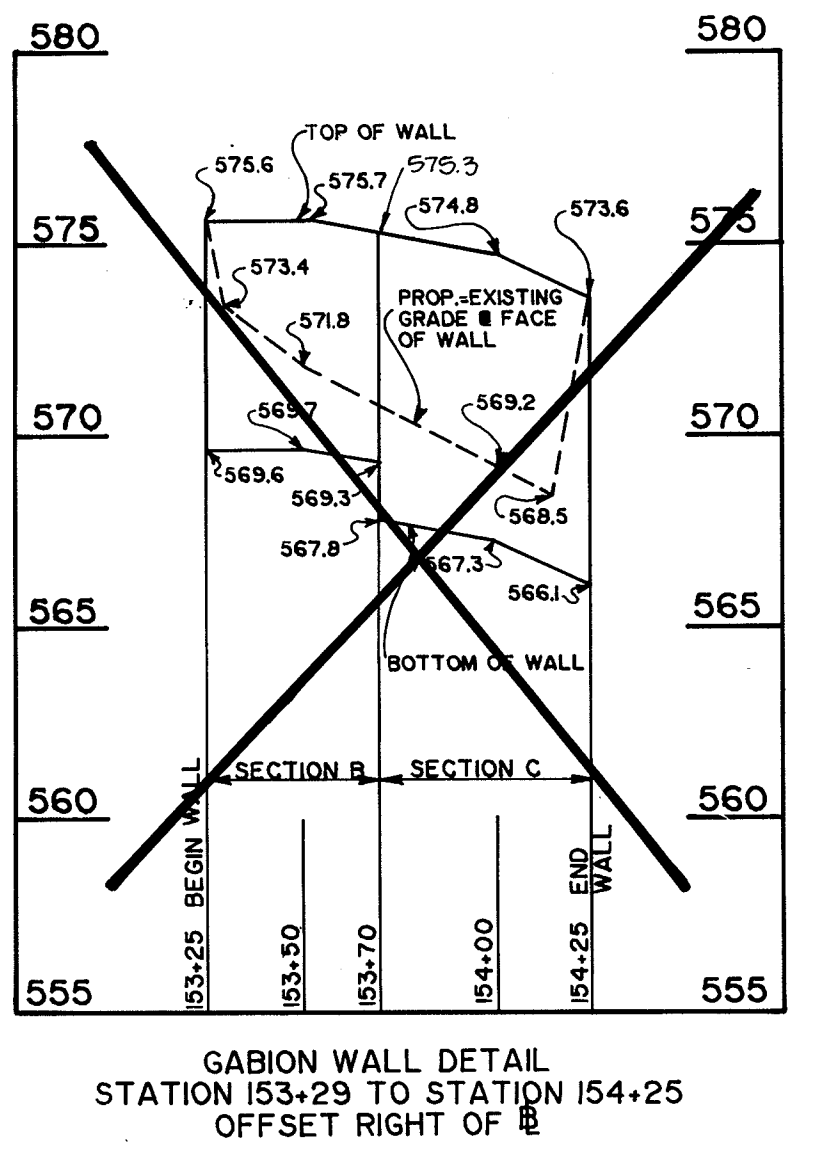 580
580
TOP OF WALL
575.6
575.7
575.3
574.8
573.6
575
575
573.4
PROP.=EXISTING
GRADE @ FACE
OF WALL
571.8
570
570
569.7
569.2
569.6
569.3
568.5
567.8
567.3
566.1
565
565
BOTTOM OF WALL
SECTION B
SECTION C
560
560
153+25 BEGIN WALL
153+50
153+70
154+00
154+25 END
WALL
555
555
GABION WALL DETAIL
STATION 153+29 TO STATION 154+25
OFFSET RIGHT OF BL